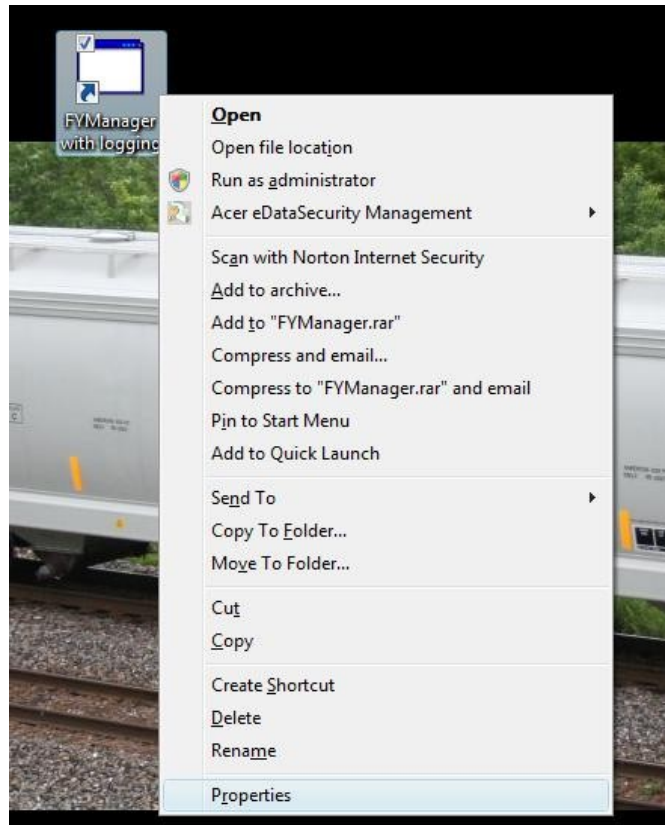 FYManager
with logging
Open
Open file location
Run as administrator
Acer eDataSecurity Management
Scan with Norton Internet Security
Add to archive...
Add to "FYManager.rar"
Compress and email...
Compress to "FYManager.rar" and email
Pin to Start Menu
Add to Quick Launch
Send To
Copy To Folder...
Move To Folder...
Cut
Copy
Create Shortcut
Delete
Rename
Properties